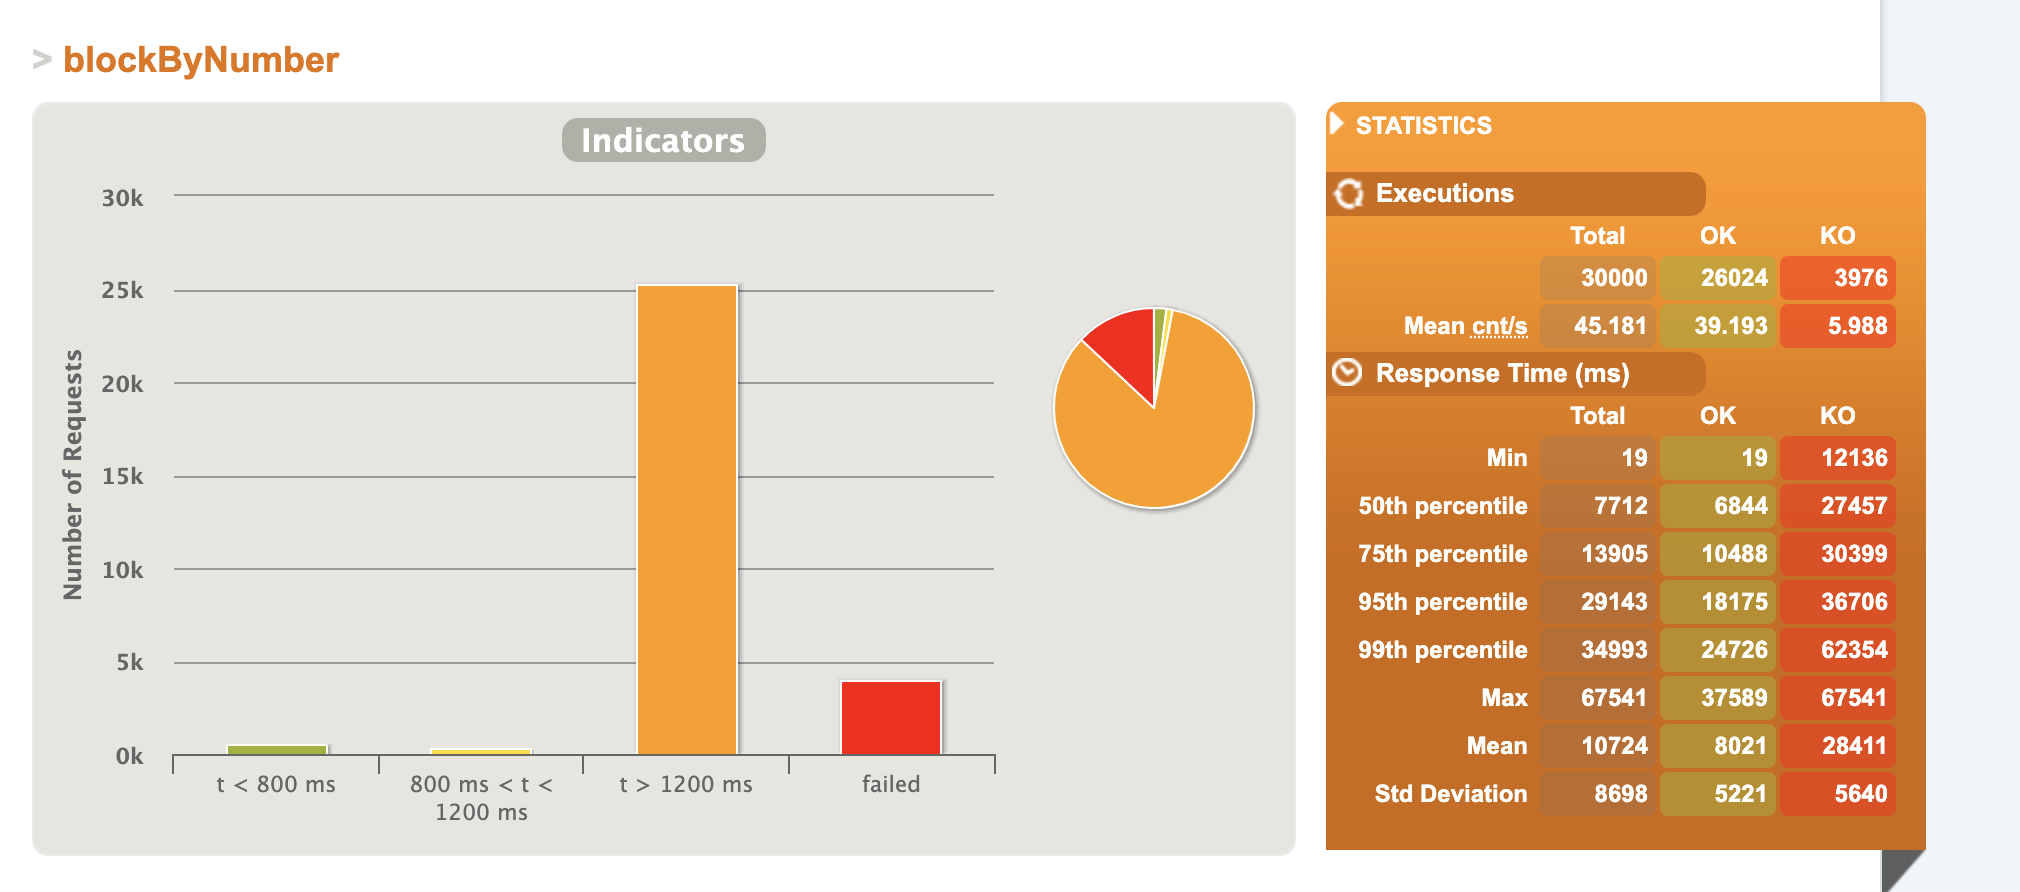 > blockByNumber
Indicators
Number of Requests
30k
25k
20k
15k
10k
5k
0k
t < 800 ms
800 ms < t <
1200 ms
t > 1200 ms
failed
STATISTICS
Executions
Total OK KO
30000 26024 3976
Mean cnt/s 45.181 39.193 5.988
Response Time (ms)
Total OK KO
Min 19 19 12136
50th percentile 7712 6844 27457
75th percentile 13905 10488 30399
95th percentile 29143 18175 36706
99th percentile 34993 24726 62354
Max 67541 37589 67541
Mean 10724 8021 28411
Std Deviation 8698 5221 5640